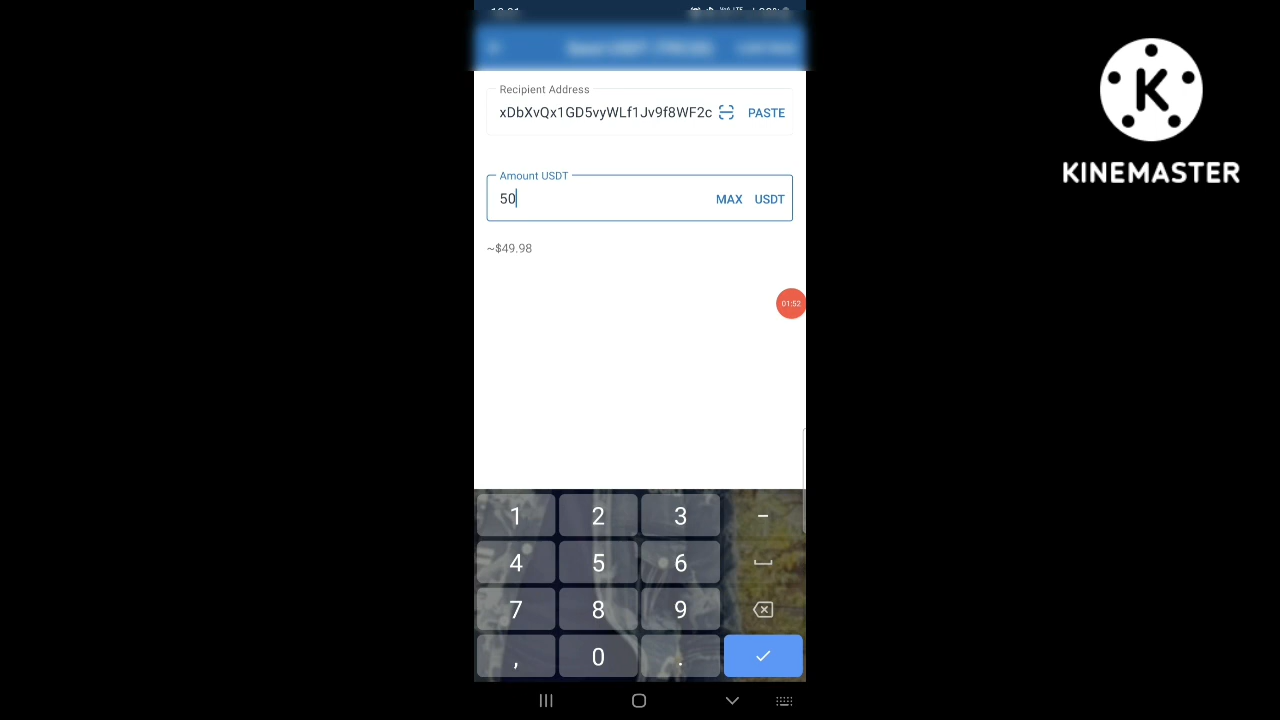 Recipient Address
xDbXvQx1GD5vyWLf1Jv9f8WF2c PASTE
Amount USDT
50 MAX USDT
~$49.98
01:52
1 2 3 -
4 5 6
7 8 9
, 0 .
K
KINEMASTER